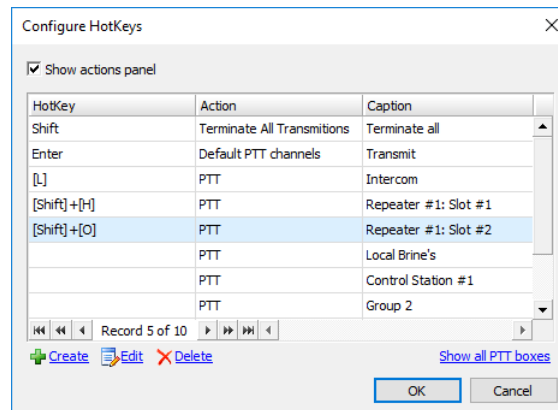 Configure HotKeys
Show actions panel
HotKey Action Caption
Shift Terminate All Transmitions Terminate all
Enter Default PTT channels Transmit
[L] PTT Intercom
[Shift]+[H] PTT Repeater #1: Slot #1
[Shift]+[O] PTT Repeater #1: Slot #2
PTT Local Brine's
PTT Control Station #1
PTT Group 2
Record 5 of 10
Create Edit Delete Show all PTT boxes
OK Cancel